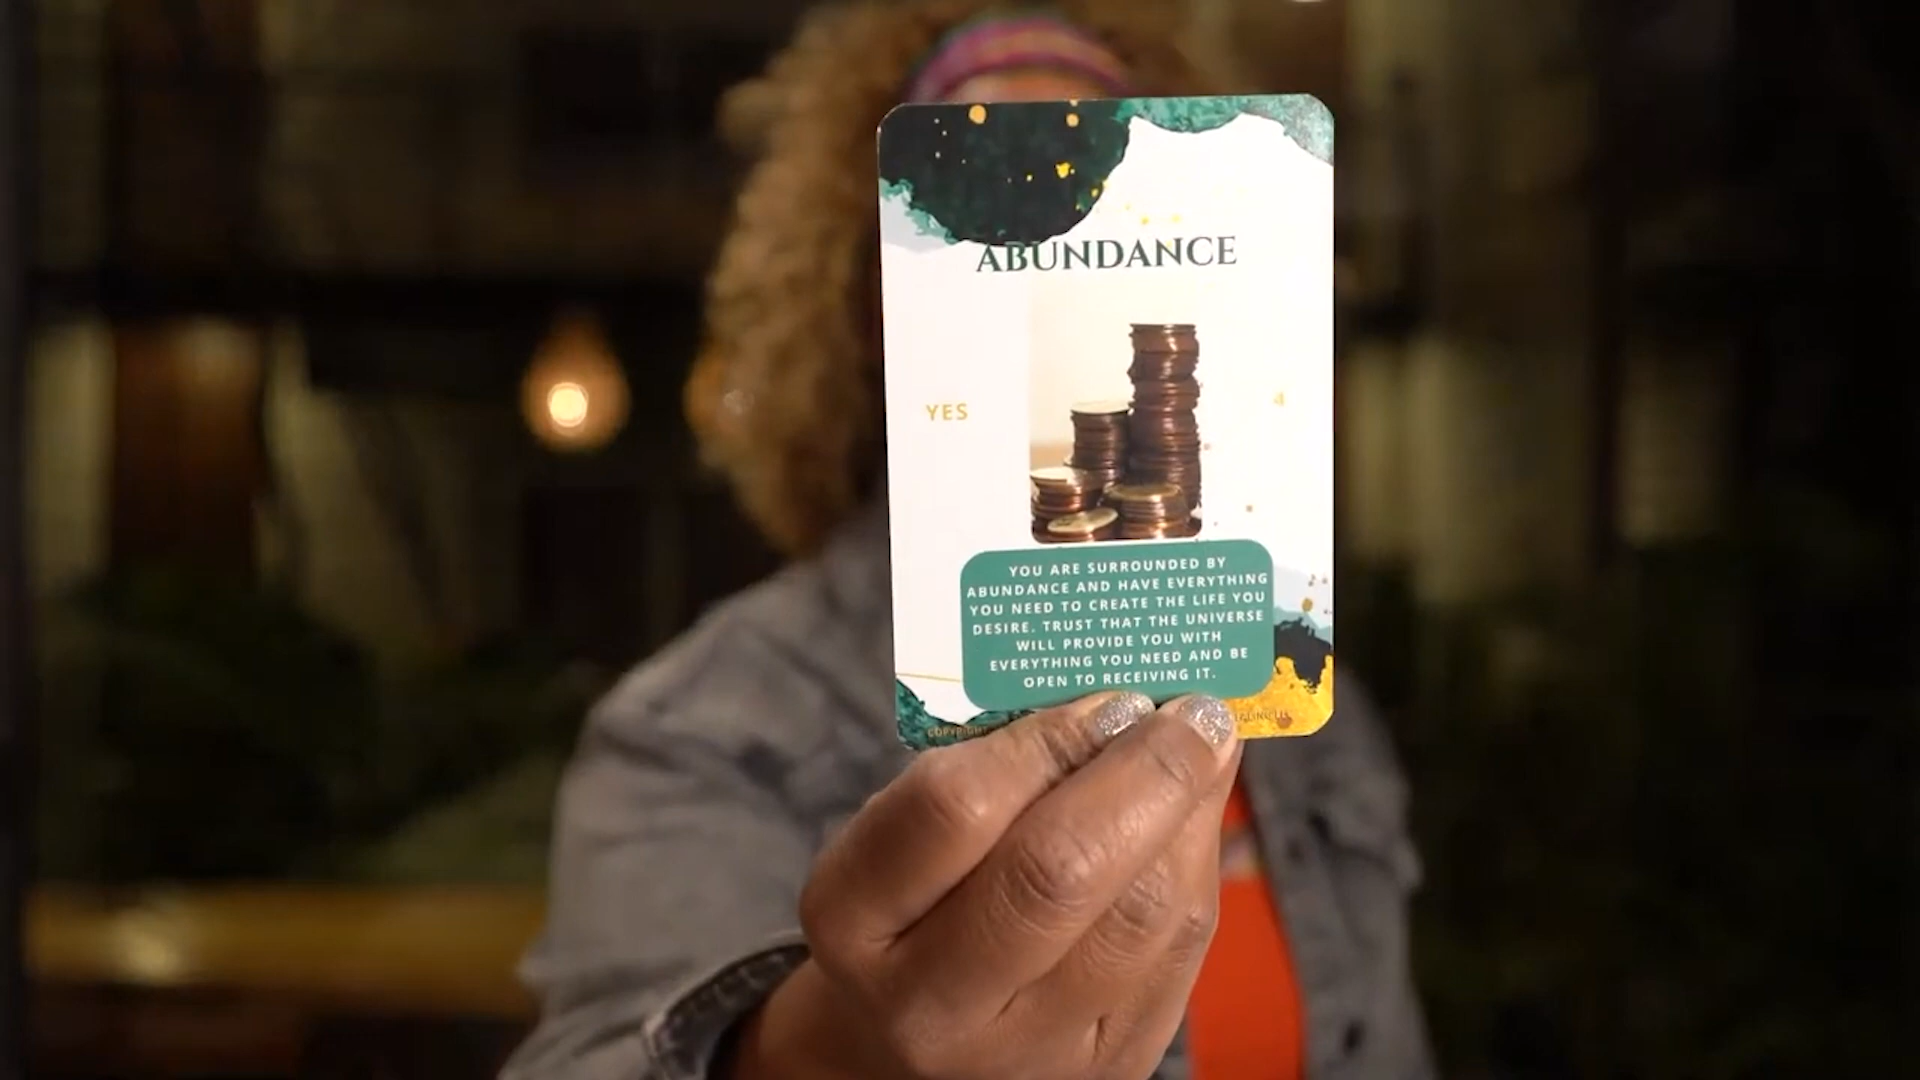 ABUNDANCE
YES
4
YOU ARE SURROUNDED BY
ABUNDANCE AND HAVE EVERYTHING
YOU NEED TO CREATE THE LIFE YOU
DESIRE. TRUST THAT THE UNIVERSE
WILL PROVIDE YOU WITH
EVERYTHING YOU NEED AND BE
OPEN TO RECEIVING IT.
COPYRIGHT